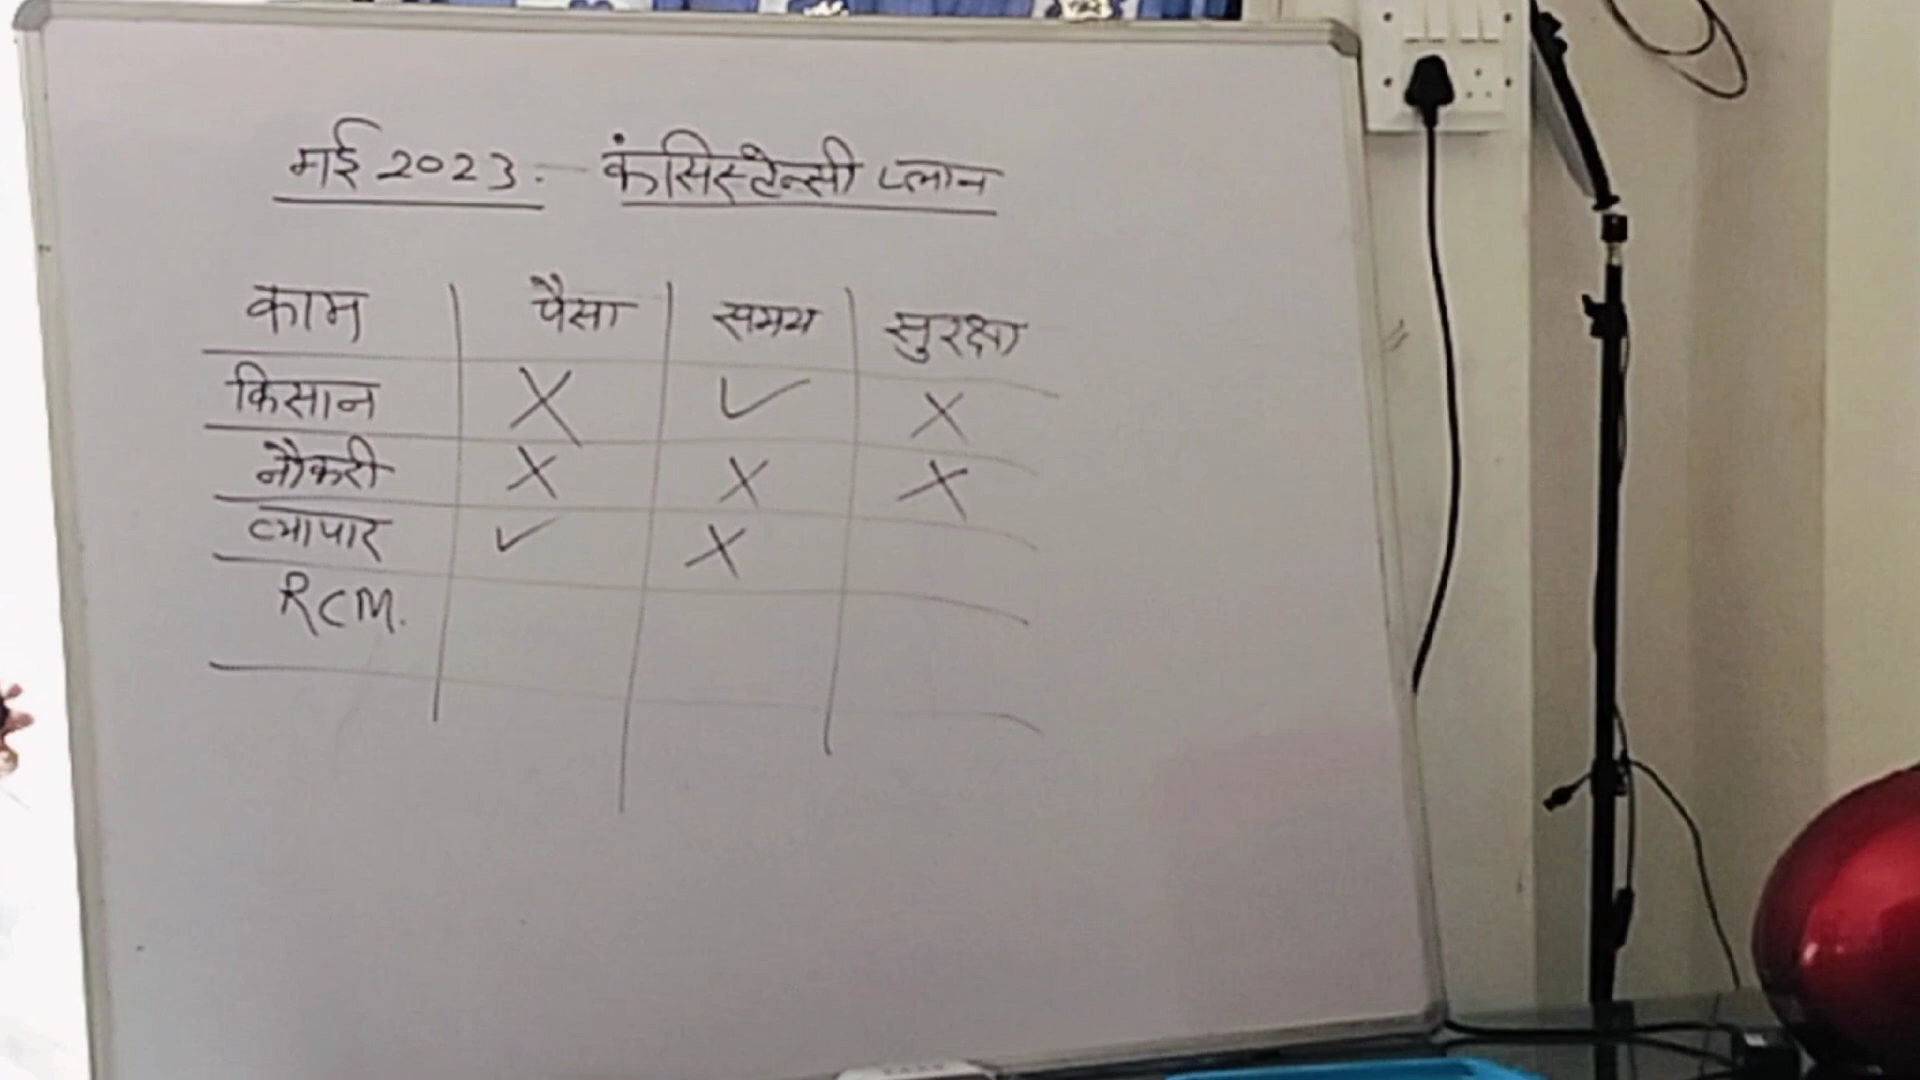 मई 2023. - कंसिस्टेन्सी प्लान
काम पैसा समय सुरक्षा
किसान X ✓ X
नौकरी X X X
व्यापार ✓ X
RCM.